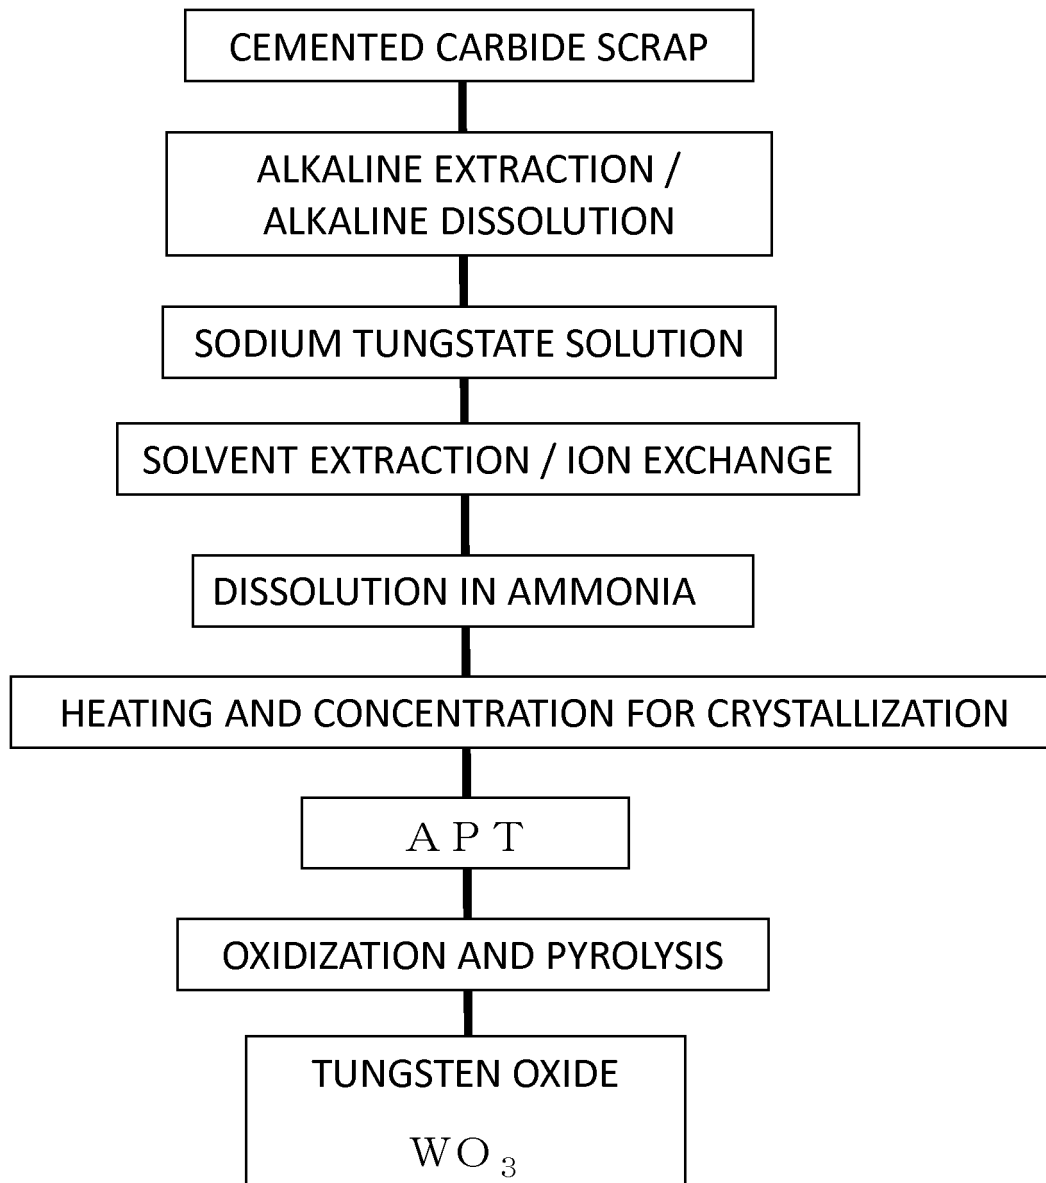 CEMENTED CARBIDE SCRAP
ALKALINE EXTRACTION /
ALKALINE DISSOLUTION
SODIUM TUNGSTATE SOLUTION
SOLVENT EXTRACTION / ION EXCHANGE
DISSOLUTION IN AMMONIA
HEATING AND CONCENTRATION FOR CRYSTALLIZATION
A P T
OXIDIZATION AND PYROLYSIS
TUNGSTEN OXIDE
WO₃